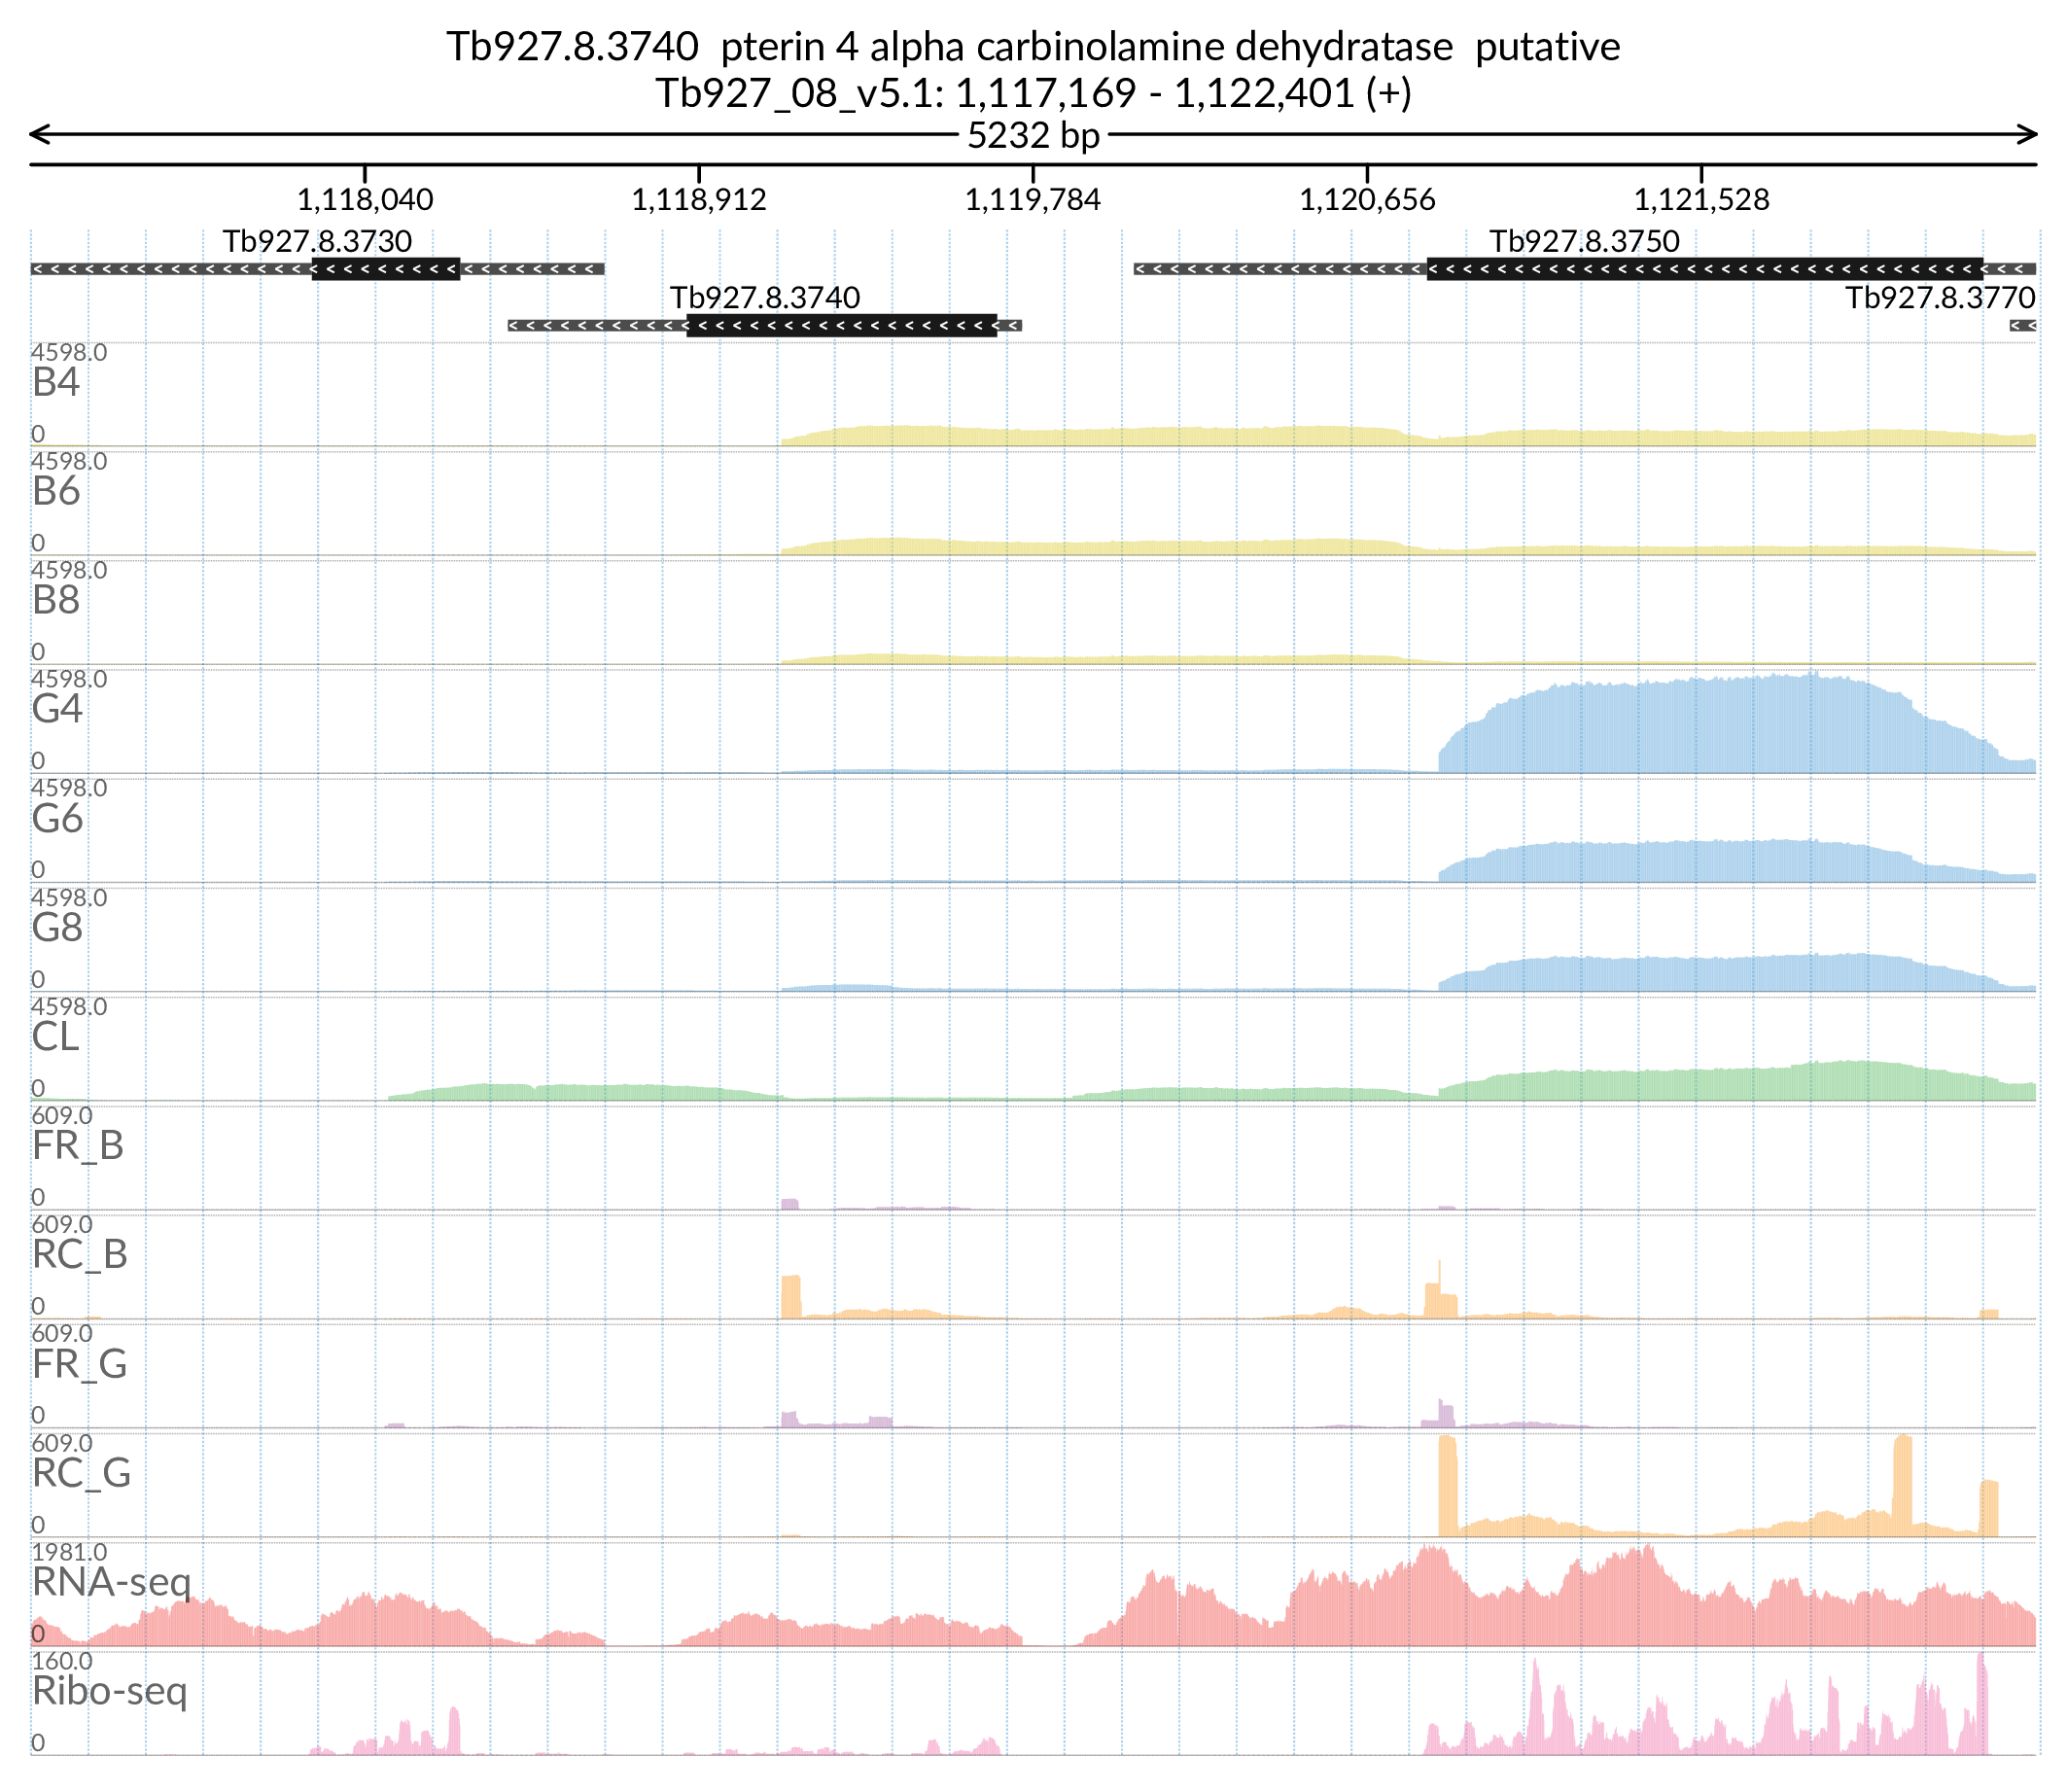 Tb927.8.3740  pterin 4 alpha carbinolamine dehydratase  putative
Tb927_08_v5.1: 1,117,169 - 1,122,401 (+)
5232 bp
1,118,040 1,118,912 1,119,784 1,120,656 1,121,528
Tb927.8.3730 Tb927.8.3750
Tb927.8.3740 Tb927.8.3770
4598.0
B4
0
4598.0
B6
0
4598.0
B8
0
4598.0
G4
0
4598.0
G6
0
4598.0
G8
0
4598.0
CL
0
609.0
FR_B
0
609.0
RC_B
0
609.0
FR_G
0
609.0
RC_G
0
1981.0
RNA-seq
0
160.0
Ribo-seq
0